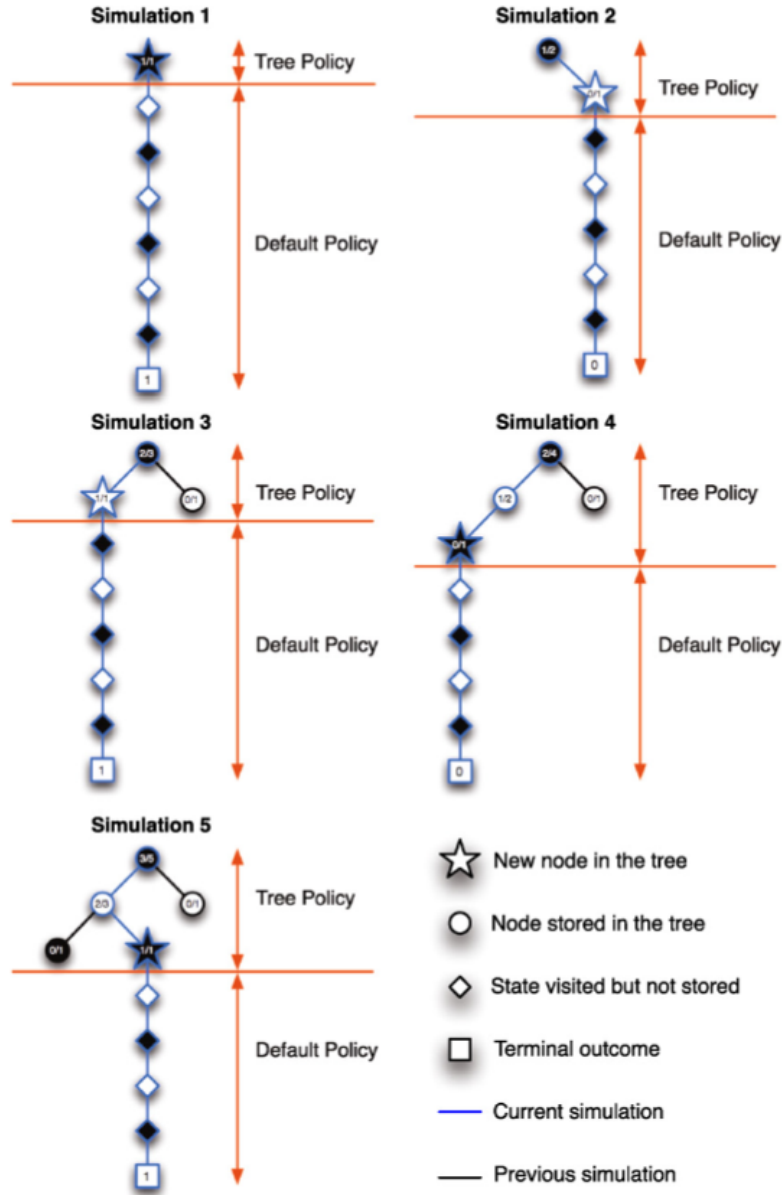 Simulation 1
1/1
Tree Policy
Default Policy
1
Simulation 2
1/2
0/1
Tree Policy
Default Policy
0
Simulation 3
2/3
1/1
0/1
Tree Policy
Default Policy
1
Simulation 4
2/4
1/2
0/1
0/1
Tree Policy
Default Policy
0
Simulation 5
3/5
2/3
0/1
0/1
1/1
Tree Policy
Default Policy
1
New node in the tree
Node stored in the tree
State visited but not stored
Terminal outcome
Current simulation
Previous simulation